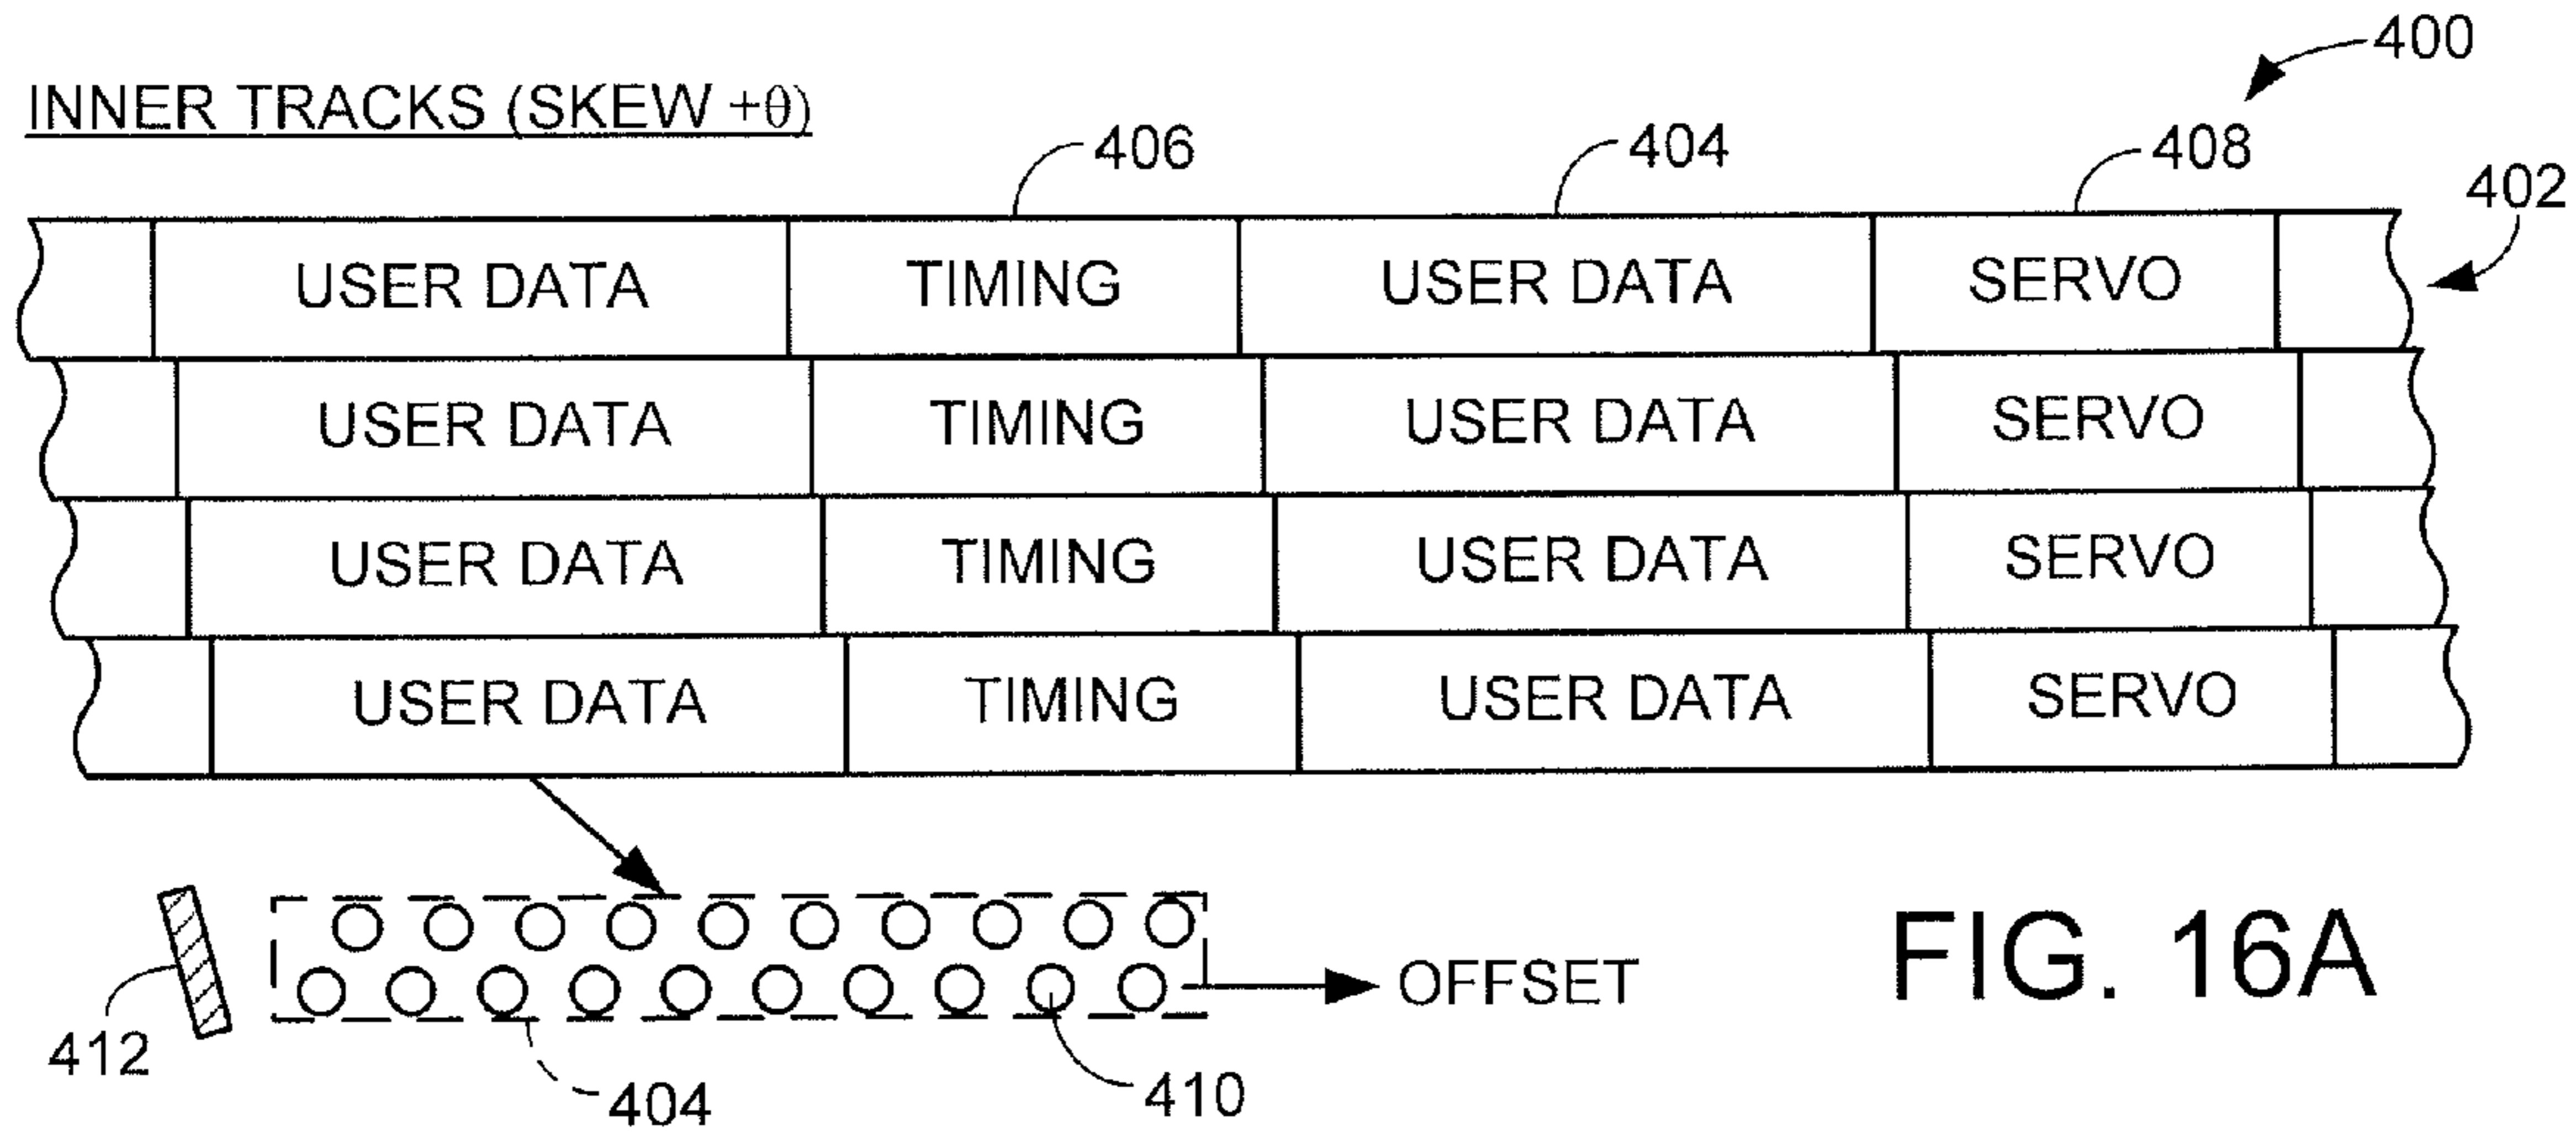 400
INNER TRACKS (SKEW +θ)
406
404
408
402
USER DATA TIMING USER DATA SERVO
USER DATA TIMING USER DATA SERVO
USER DATA TIMING USER DATA SERVO
USER DATA TIMING USER DATA SERVO
OFFSET
FIG. 16A
412
404
410